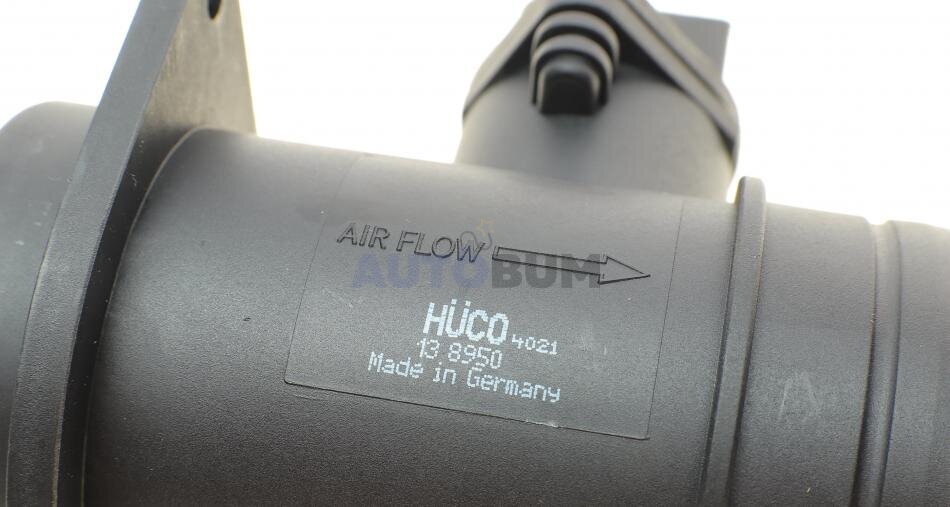 AIR FLOW
AUTOBUM
HÜCO 4021
13 8950
Made in Germany